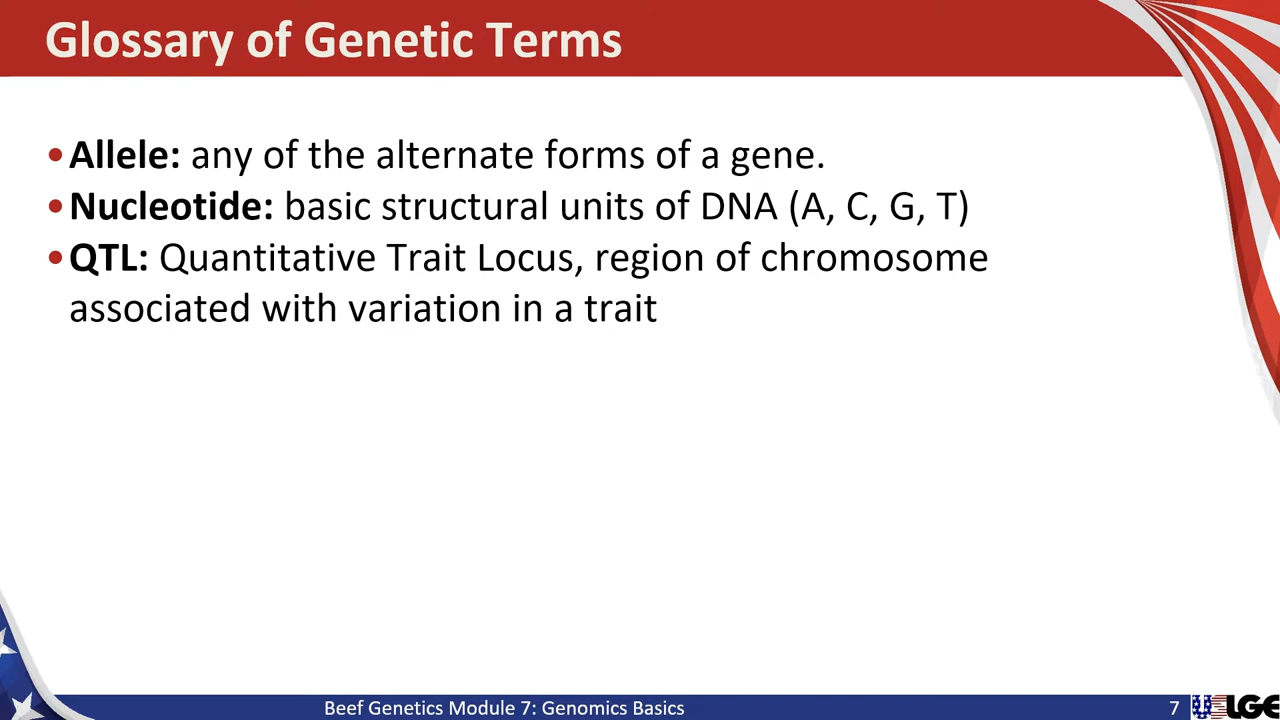 Glossary of Genetic Terms
•Allele: any of the alternate forms of a gene.
•Nucleotide: basic structural units of DNA (A, C, G, T)
•QTL: Quantitative Trait Locus, region of chromosome
associated with variation in a trait
Beef Genetics Module 7: Genomics Basics
7
USLGE